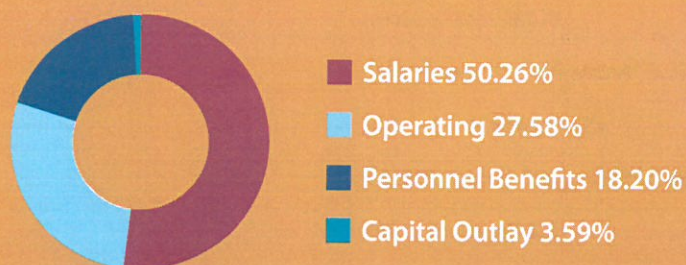 Salaries 50.26%
Operating 27.58%
Personnel Benefits 18.20%
Capital Outlay 3.59%